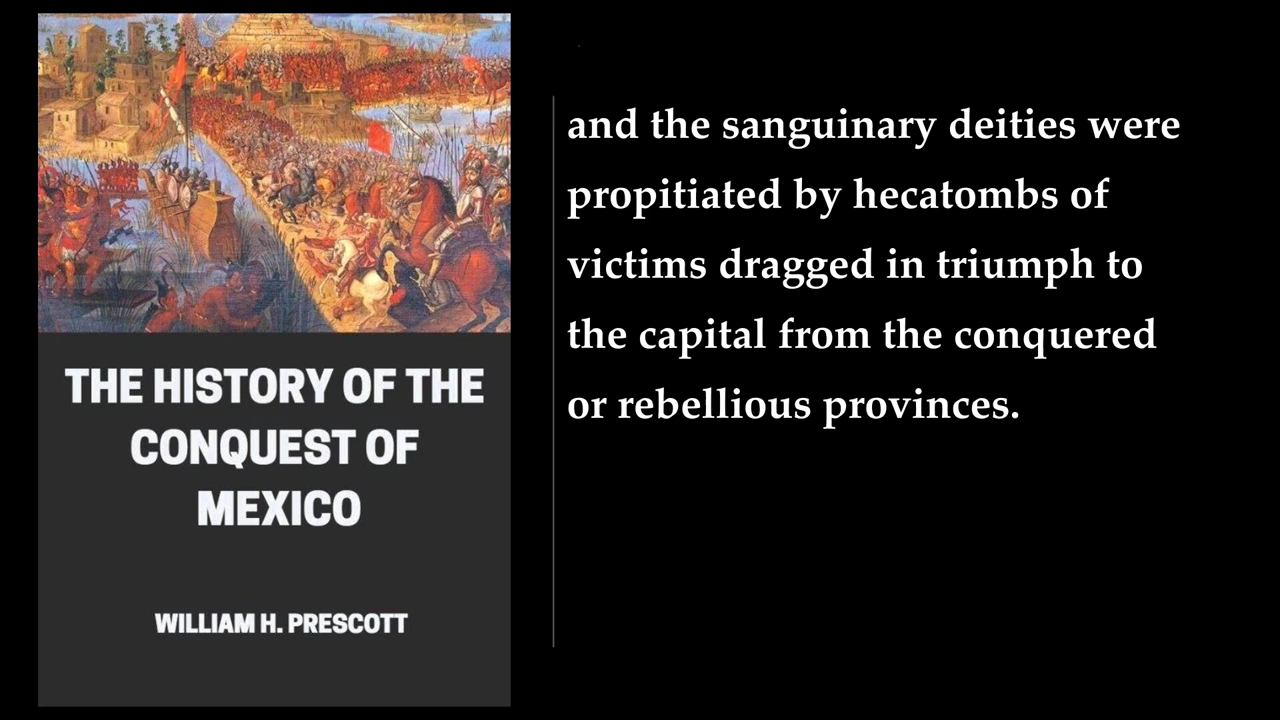 THE HISTORY OF THE
CONQUEST OF
MEXICO
WILLIAM H. PRESCOTT
and the sanguinary deities were
propitiated by hecatombs of
victims dragged in triumph to
the capital from the conquered
or rebellious provinces.